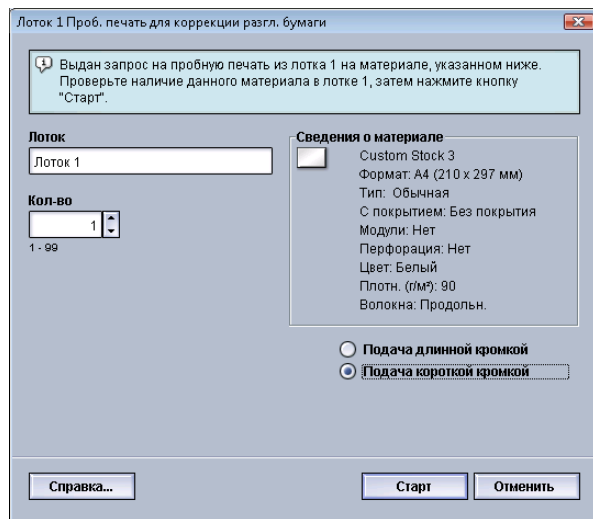 Лоток 1 Проб. печать для коррекции разгл. бумаги
Выдан запрос на пробную печать из лотка 1 на материале, указанном ниже.
Проверьте наличие данного материала в лотке 1, затем нажмите кнопку
"Старт".
Лоток
Лоток 1
Кол-во
1
1 - 99
Сведения о материале
Custom Stock 3
Формат: A4 (210 x 297 мм)
Тип: Обычная
С покрытием: Без покрытия
Модули: Нет
Перфорация: Нет
Цвет: Белый
Плотн. (г/м²): 90
Волокна: Продольн.
Подача длинной кромкой
Подача короткой кромкой
Справка...
Старт
Отменить